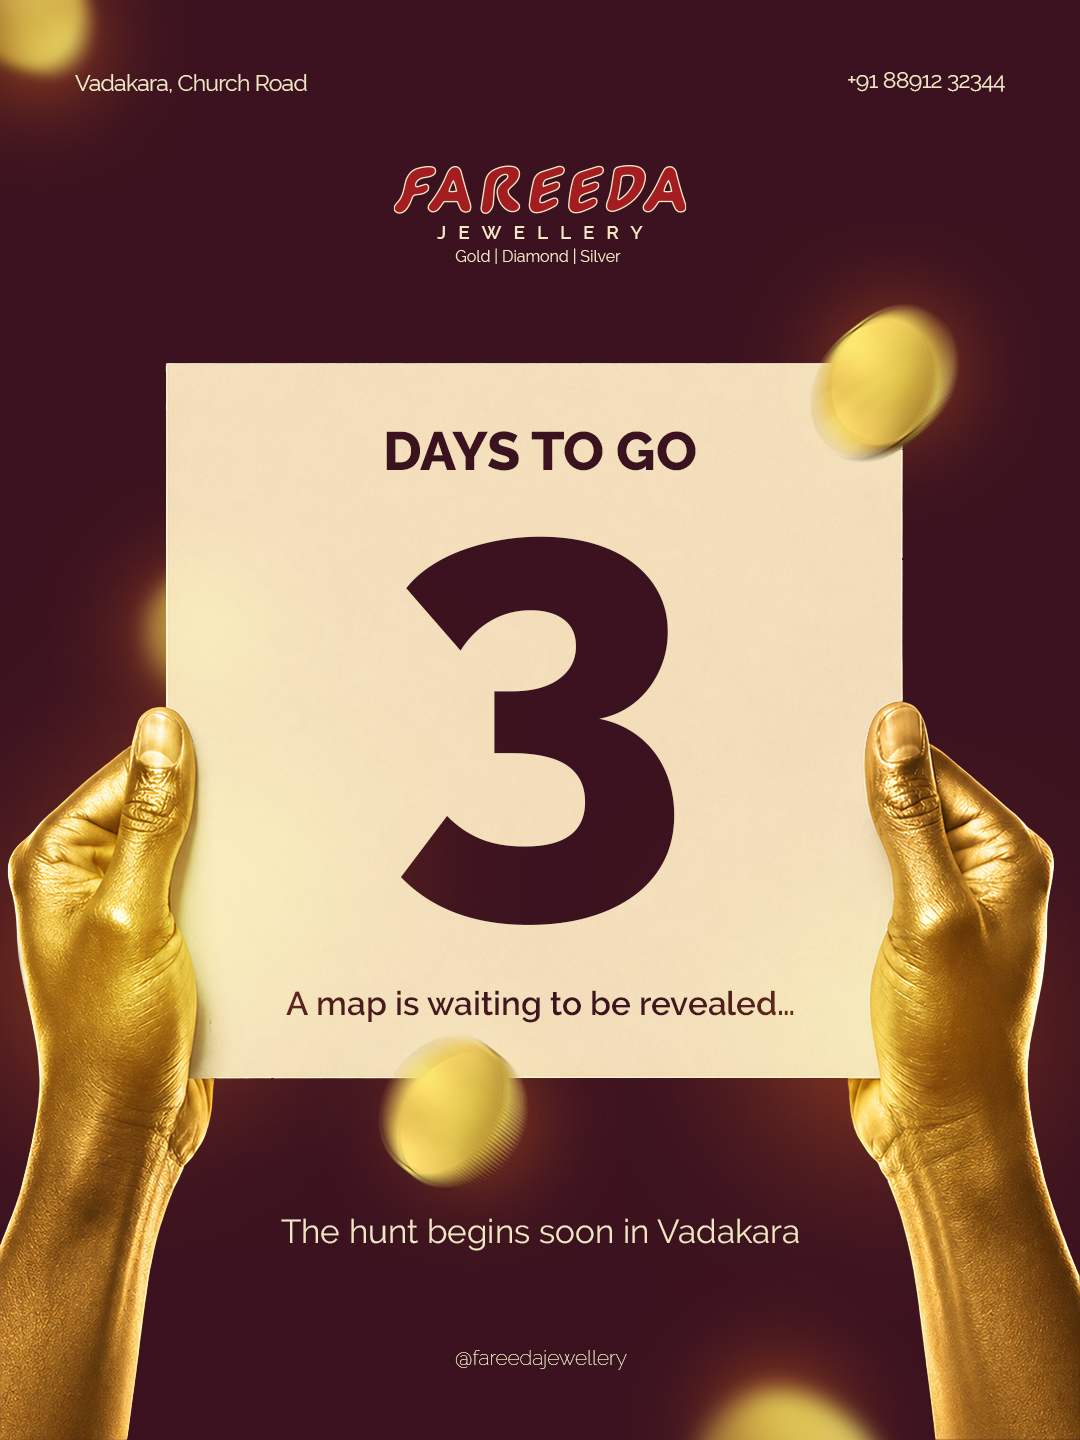 Vadakara, Church Road
+91 88912 32344
FAREEDA
JEWELLERY
Gold | Diamond | Silver
DAYS TO GO
3
A map is waiting to be revealed...
The hunt begins soon in Vadakara
@fareedajewellery